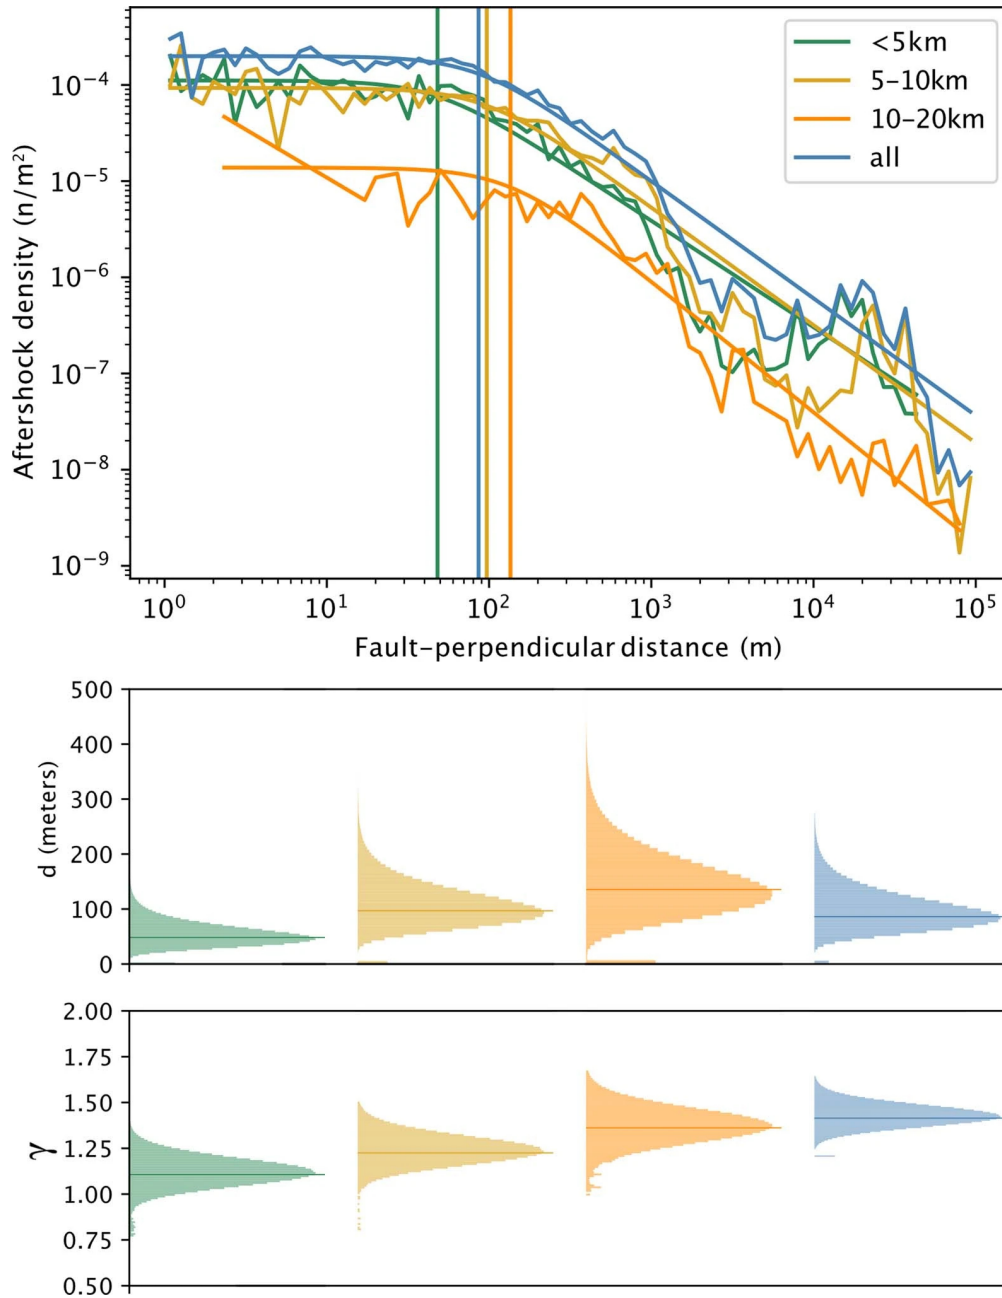 <5km
5–10km
10–20km
all
Aftershock density (n/m²)
10⁻⁴
10⁻⁵
10⁻⁶
10⁻⁷
10⁻⁸
10⁻⁹
10⁰ 10¹ 10² 10³ 10⁴ 10⁵
Fault–perpendicular distance (m)
d (meters)
500
400
300
200
100
0
γ
2.00
1.75
1.50
1.25
1.00
0.75
0.50